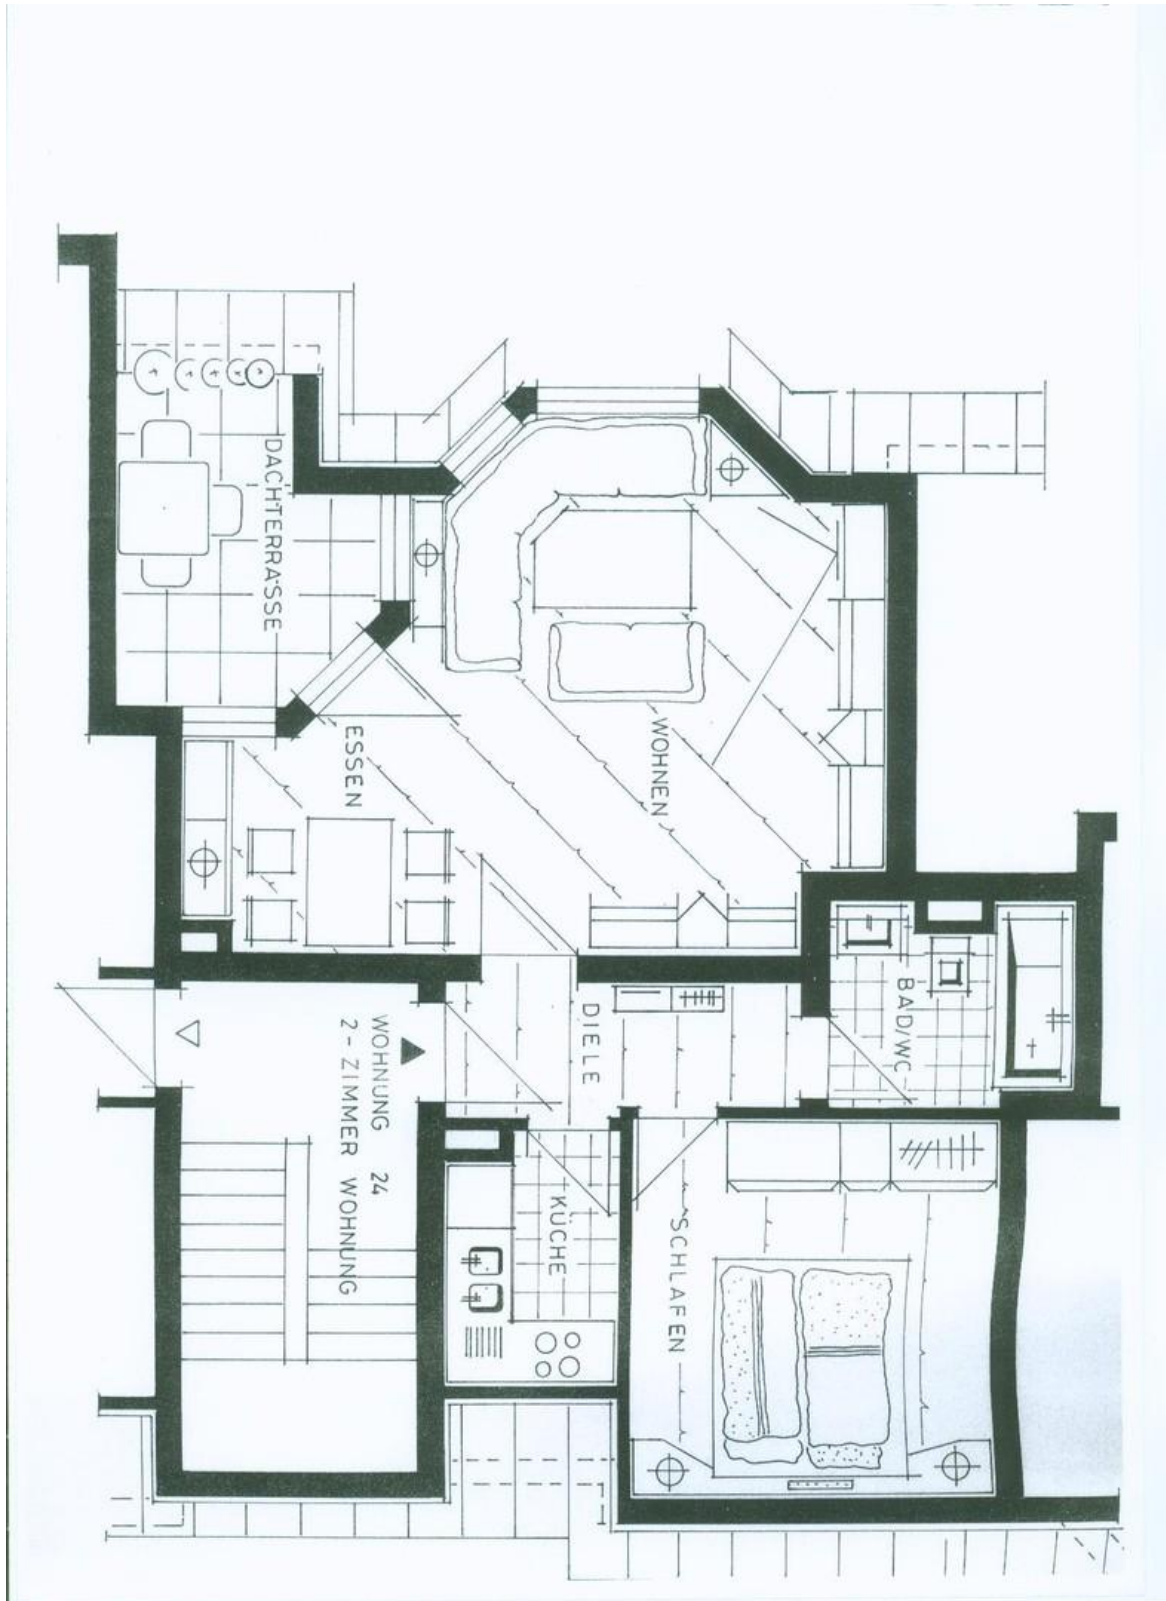 DACHTERRASSE
ESSEN
WOHNEN
DIELE
BAD/WC
WOHNUNG 24
2-ZIMMER WOHNUNG
KÜCHE
SCHLAFEN